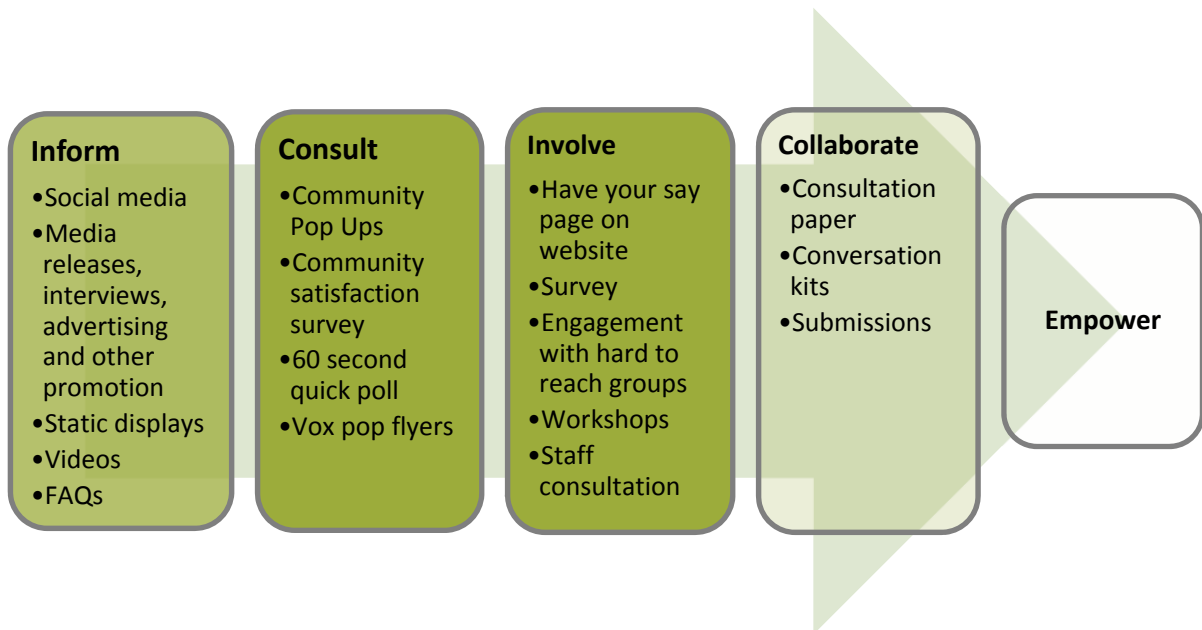 Inform
•Social media
•Media
releases,
interviews,
advertising
and other
promotion
•Static displays
•Videos
•FAQs
Consult
•Community
Pop Ups
•Community
satisfaction
survey
•60 second
quick poll
•Vox pop flyers
Involve
•Have your say
page on
website
•Survey
•Engagement
with hard to
reach groups
•Workshops
•Staff
consultation
Collaborate
•Consultation
paper
•Conversation
kits
•Submissions
Empower